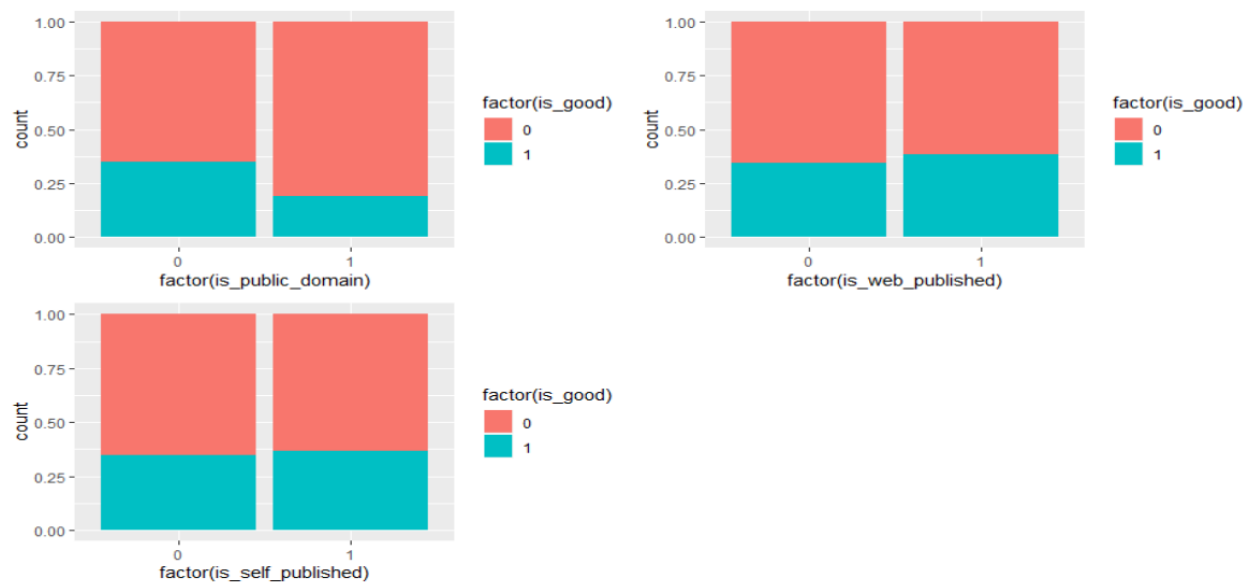 1.00
0.75
0.50
0.25
0.00
count
0 1
factor(is_public_domain)
factor(is_good)
0
1
1.00
0.75
0.50
0.25
0.00
count
0 1
factor(is_web_published)
factor(is_good)
0
1
1.00
0.75
0.50
0.25
0.00
count
0 1
factor(is_self_published)
factor(is_good)
0
1